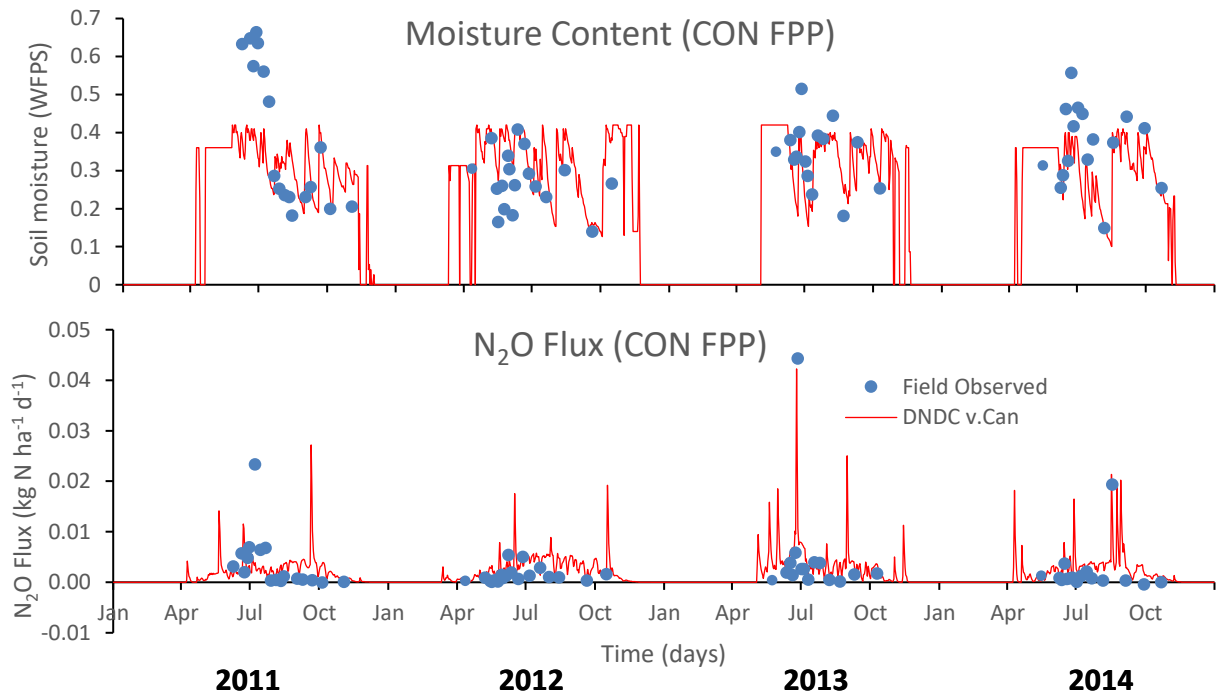 Moisture Content (CON FPP)
Soil moisture (WFPS)
0.7
0.6
0.5
0.4
0.3
0.2
0.1
0
N₂O Flux (CON FPP)
N₂O Flux (kg N ha⁻¹ d⁻¹)
0.05
0.04
0.03
0.02
0.01
0.00
-0.01
Field Observed
DNDC v.Can
Jan Apr Jul Oct Jan Apr Jul Oct Jan Apr Jul Oct Jan Apr Jul Oct
Time (days)
2011 2012 2013 2014